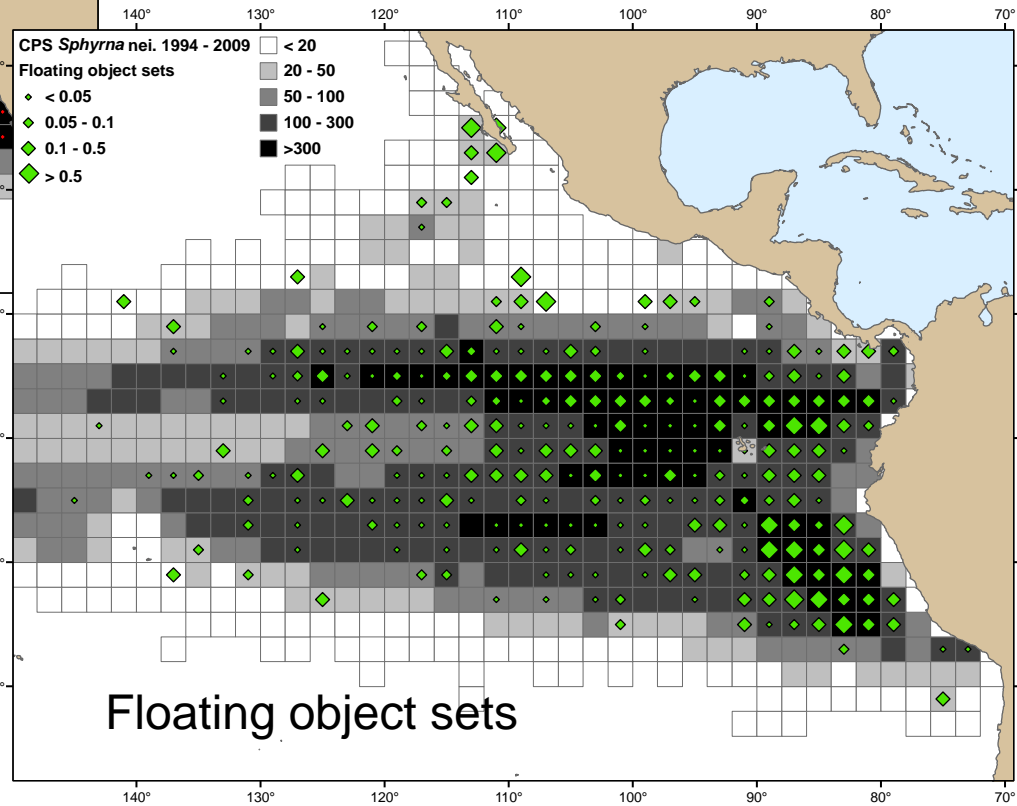 140° 130° 120° 110° 100° 90° 80° 70°
CPS Sphyrna nei. 1994 - 2009
Floating object sets
< 0.05
0.05 - 0.1
0.1 - 0.5
> 0.5
< 20
20 - 50
50 - 100
100 - 300
>300
Floating object sets
140° 130° 120° 110° 100° 90° 80° 70°